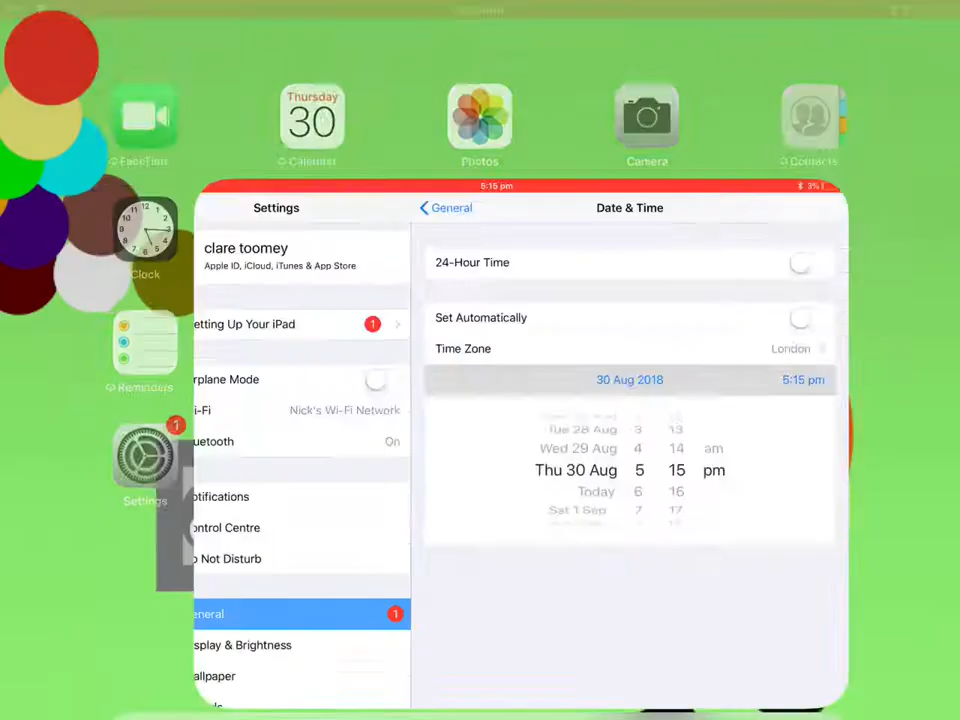 Thursday
30
FaceTime
Calendar
Photos
Camera
Contacts
12
Clock
Reminders
1
Settings
5:15 pm
3%
Settings
General
Date & Time
clare toomey
Apple ID, iCloud, iTunes & App Store
etting Up Your iPad
1
rplane Mode
i-Fi
Nick's Wi-Fi Network
uetooth
On
otifications
ontrol Centre
o Not Disturb
eneral
1
splay & Brightness
allpaper
24-Hour Time
Set Automatically
Time Zone
London
30 Aug 2018
5:15 pm
Tue 28 Aug 3 13
Wed 29 Aug 4 14 am
Thu 30 Aug 5 15 pm
Today 6 16
Sat 1 Sep 7 17